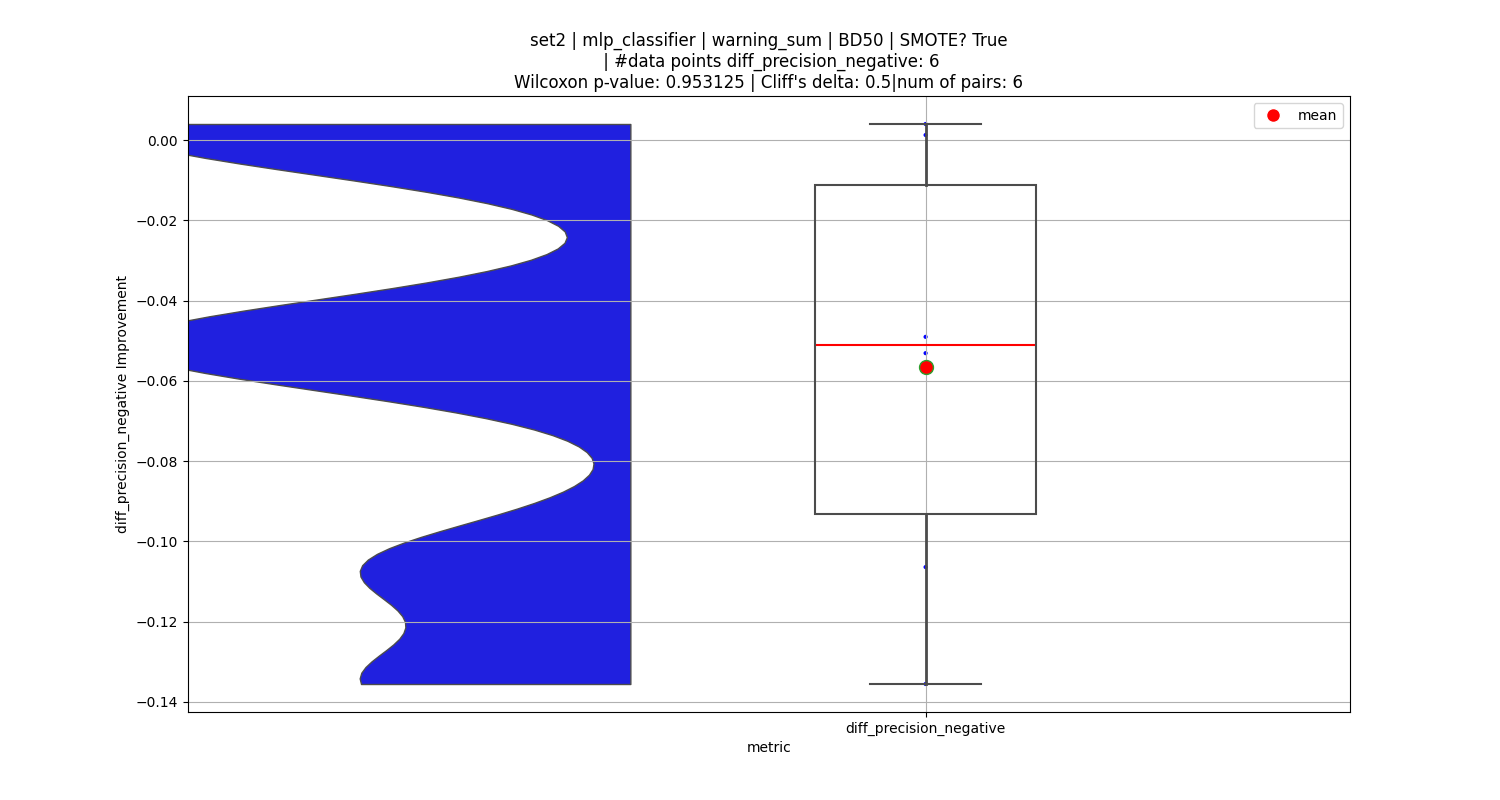 set2 | mlp_classifier | warning_sum | BD50 | SMOTE? True
| #data points diff_precision_negative: 6
Wilcoxon p-value: 0.953125 | Cliff's delta: 0.5|num of pairs: 6
mean
0.00
−0.02
−0.04
−0.06
−0.08
−0.10
−0.12
−0.14
diff_precision_negative Improvement
diff_precision_negative
metric